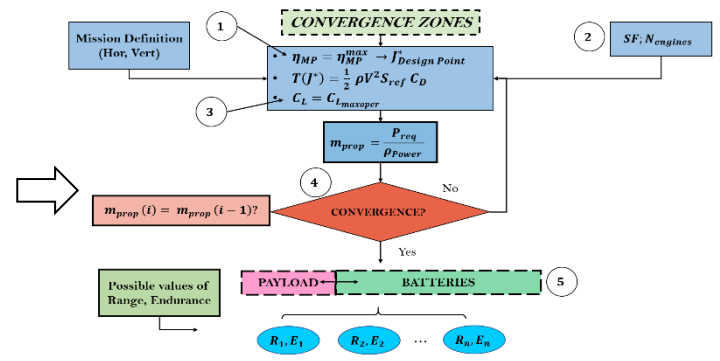 CONVERGENCE ZONES
1
Mission Definition
(Hor, Vert)
• η_MP = η_MP^max → J*_Design Point
• T(J*) = 1/2 ρV² S_ref C_D
• C_L = C_L_maxoper
2
SF; N_engines
3
m_prop = P_req / ρ_Power
4
No
m_prop (i) = m_prop (i − 1)?
CONVERGENCE?
Yes
PAYLOAD
BATTERIES
5
Possible values of
Range, Endurance
R₁, E₁
R₂, E₂
...
Rₙ, Eₙ